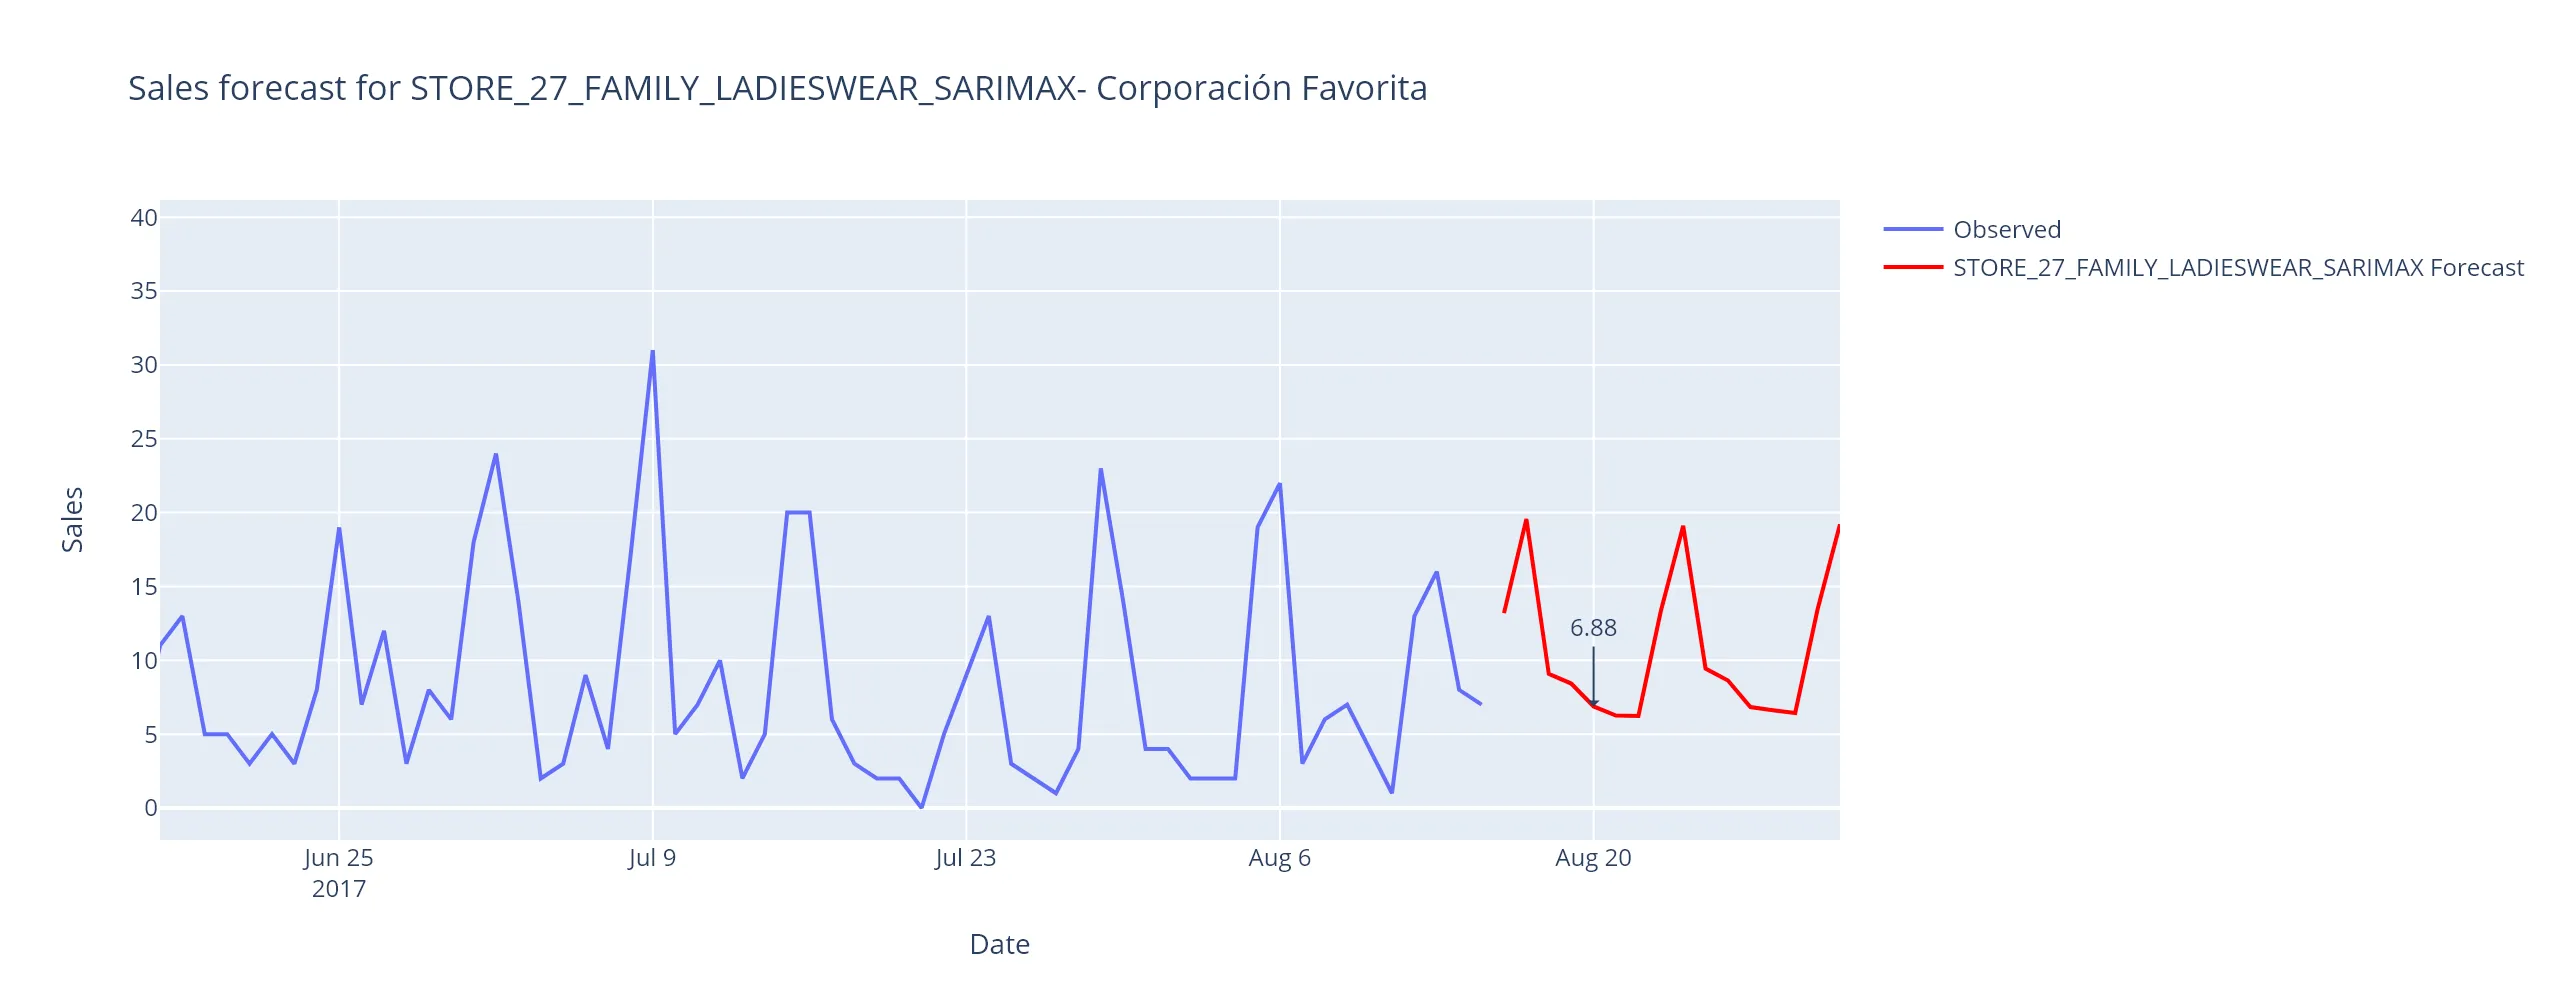 Sales forecast for STORE_27_FAMILY_LADIESWEAR_SARIMAX- Corporación Favorita
Observed
STORE_27_FAMILY_LADIESWEAR_SARIMAX Forecast
40
35
30
25
20
15
10
5
0
Sales
6.88
Jun 25
2017
Jul 9
Jul 23
Aug 6
Aug 20
Date